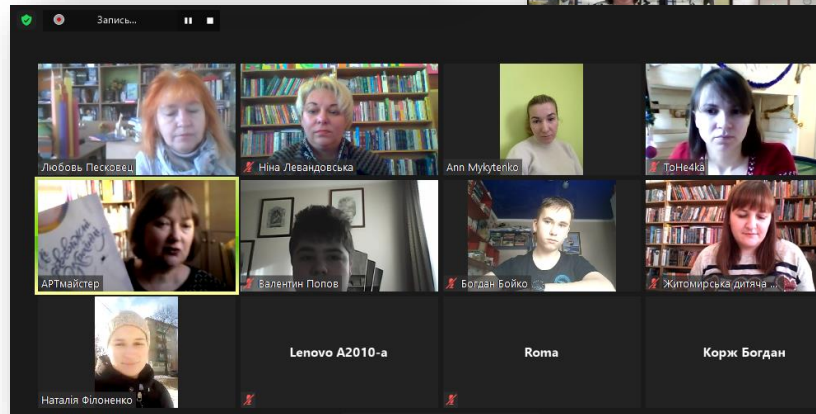 Запись...
Любовь Песковец
Ніна Левандовська
Ann Mykytenko
ToHe4ka
АРТмайстер
Валентин Попов
Богдан Бойко
Житомирська дитяча ...
Наталія Філоненко
Lenovo A2010-a
Roma
Корж Богдан